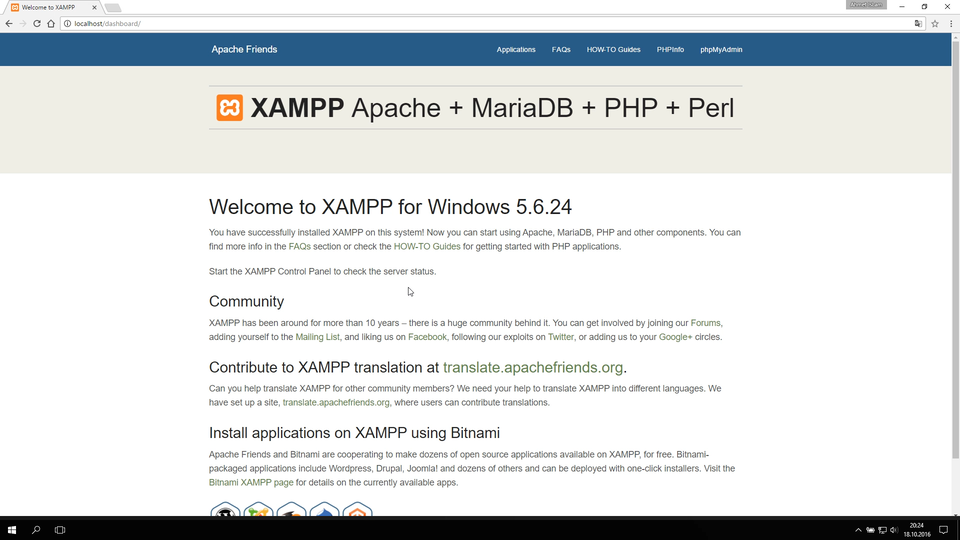 Welcome to XAMPP
localhost/dashboard/
Apache Friends
Applications
FAQs
HOW-TO Guides
PHPInfo
phpMyAdmin
XAMPP Apache + MariaDB + PHP + Perl
Welcome to XAMPP for Windows 5.6.24
You have successfully installed XAMPP on this system! Now you can start using Apache, MariaDB, PHP and other components. You can
find more info in the FAQs section or check the HOW-TO Guides for getting started with PHP applications.
Start the XAMPP Control Panel to check the server status.
Community
XAMPP has been around for more than 10 years – there is a huge community behind it. You can get involved by joining our Forums,
adding yourself to the Mailing List, and liking us on Facebook, following our exploits on Twitter, or adding us to your Google+ circles.
Contribute to XAMPP translation at translate.apachefriends.org.
Can you help translate XAMPP for other community members? We need your help to translate XAMPP into different languages. We
have set up a site, translate.apachefriends.org, where users can contribute translations.
Install applications on XAMPP using Bitnami
Apache Friends and Bitnami are cooperating to make dozens of open source applications available on XAMPP, for free. Bitnami-
packaged applications include Wordpress, Drupal, Joomla! and dozens of others and can be deployed with one-click installers. Visit the
Bitnami XAMPP page for details on the currently available apps.
20:24
18.10.2016